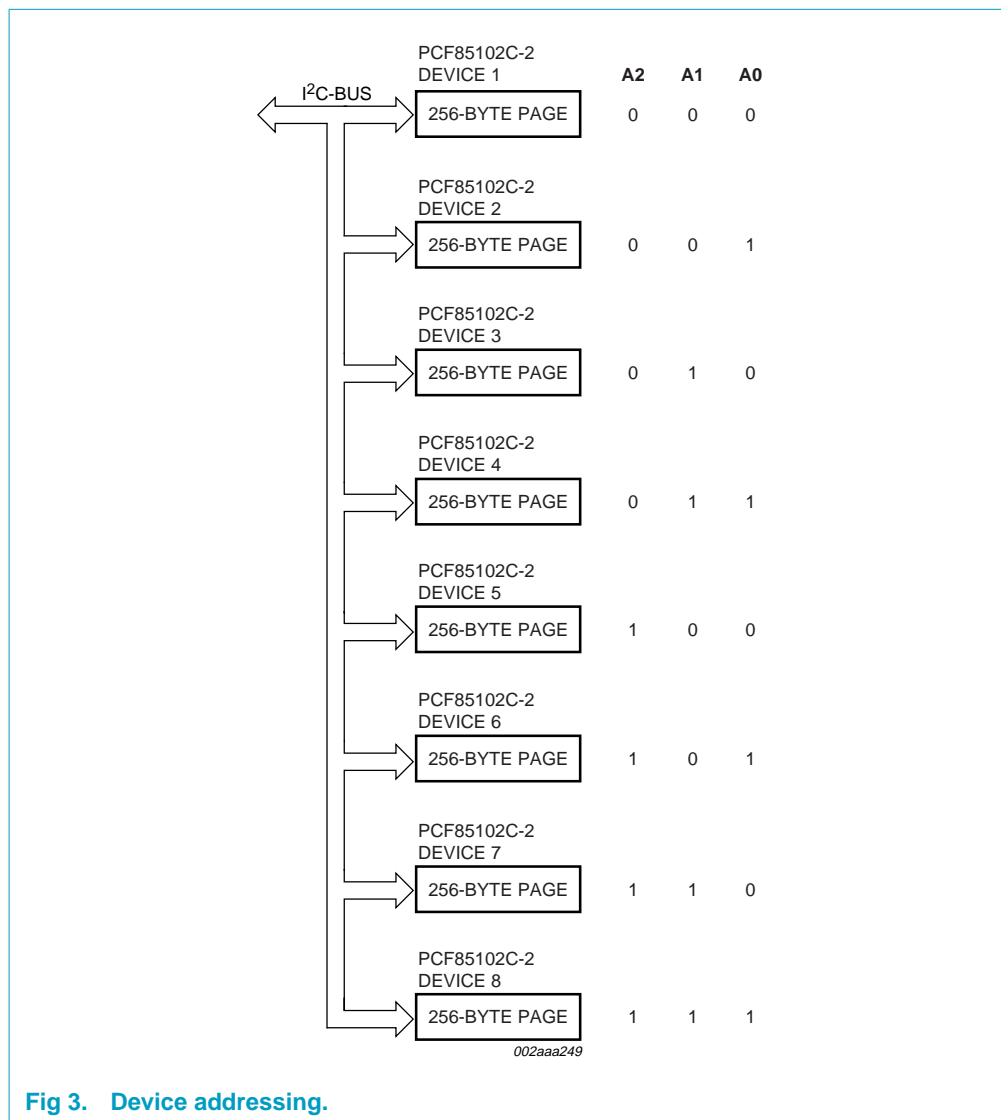 PCF85102C-2
DEVICE 1 A2 A1 A0
I²C-BUS
256-BYTE PAGE 0 0 0
PCF85102C-2
DEVICE 2
256-BYTE PAGE 0 0 1
PCF85102C-2
DEVICE 3
256-BYTE PAGE 0 1 0
PCF85102C-2
DEVICE 4
256-BYTE PAGE 0 1 1
PCF85102C-2
DEVICE 5
256-BYTE PAGE 1 0 0
PCF85102C-2
DEVICE 6
256-BYTE PAGE 1 0 1
PCF85102C-2
DEVICE 7
256-BYTE PAGE 1 1 0
PCF85102C-2
DEVICE 8
256-BYTE PAGE 1 1 1
002aaa249
Fig 3. Device addressing.